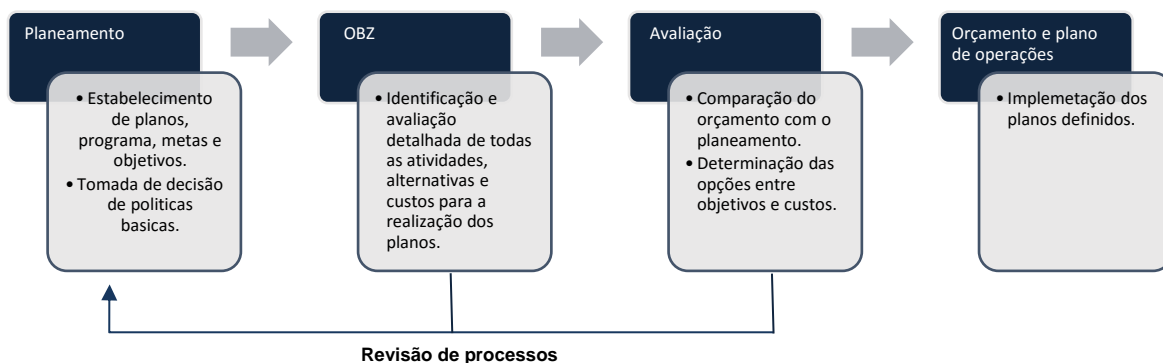 Planeamento
• Estabelecimento
de planos,
programa, metas e
objetivos.
• Tomada de decisão
de politicas
basicas.
OBZ
• Identificação e
avaliação
detalhada de todas
as atividades,
alternativas e
custos para a
realização dos
planos.
Avaliação
• Comparação do
orçamento com o
planeamento.
• Determinação das
opções entre
objetivos e custos.
Orçamento e plano
de operações
• Implemetação dos
planos definidos.
Revisão de processos